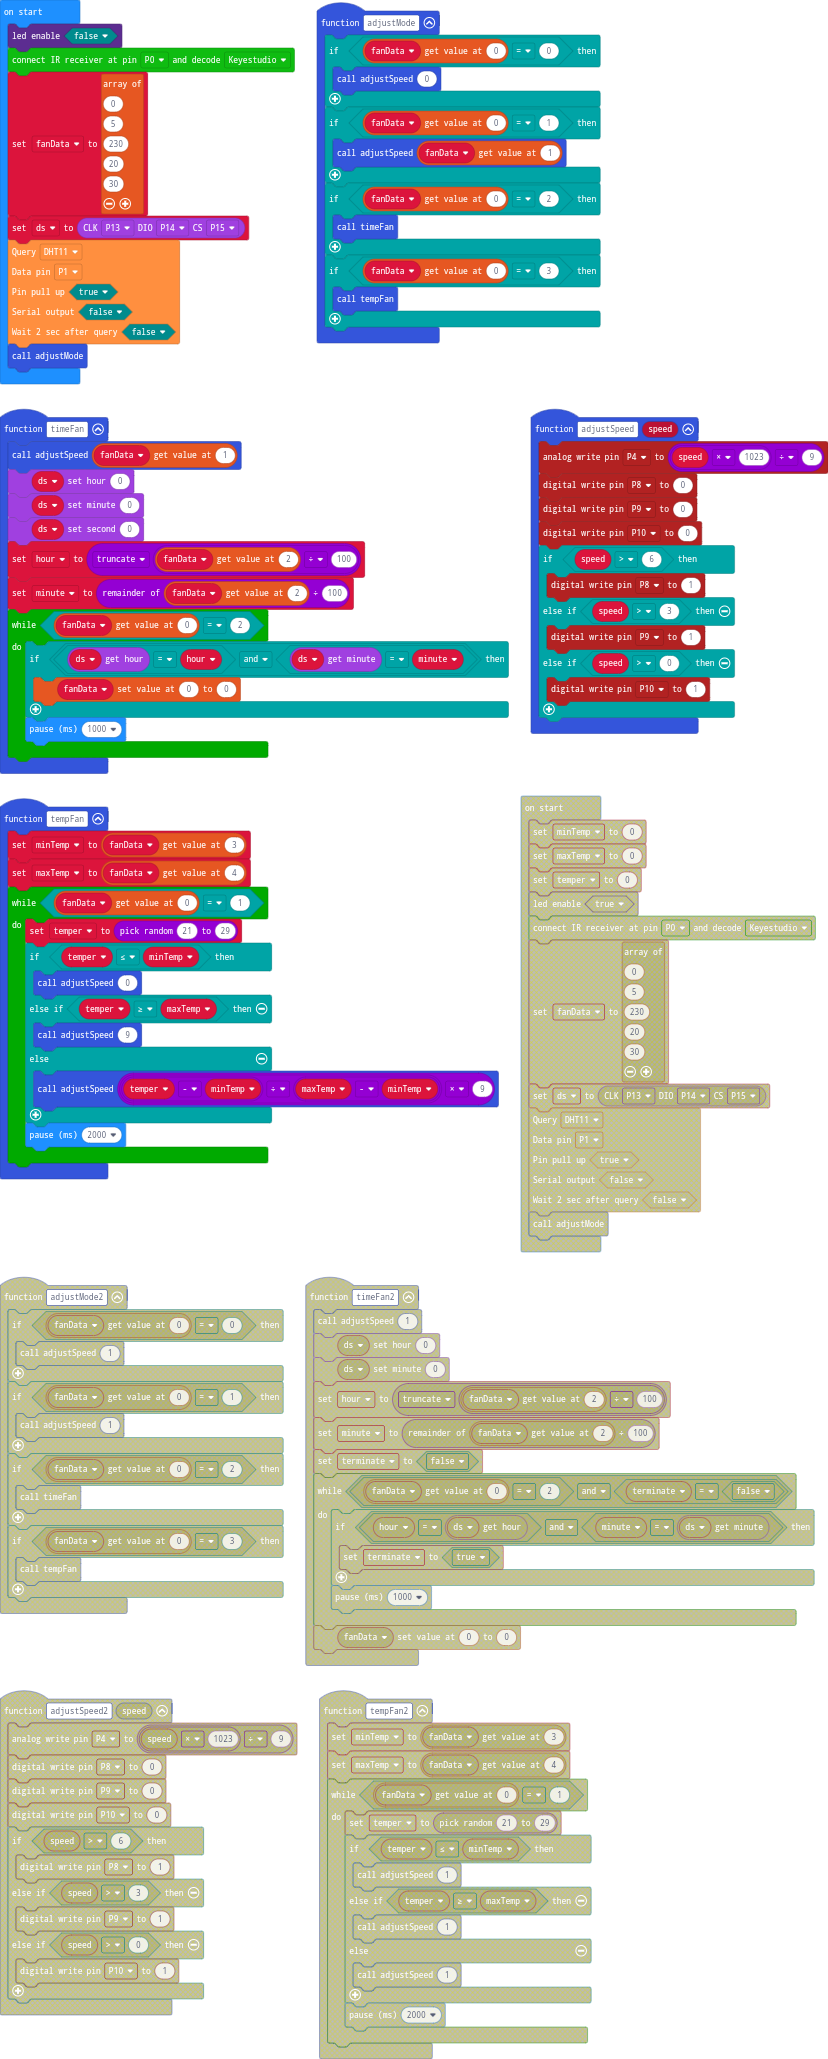 on start
led enable false
connect IR receiver at pin P0 and decode Keyestudio
set fanData to array of
0
5
230
20
30
set ds to CLK P13 DIO P14 CS P15
Query DHT11
Data pin P1
Pin pull up true
Serial output false
Wait 2 sec after query false
call adjustMode
function adjustMode
if fanData get value at 0 = 0 then
call adjustSpeed 0
if fanData get value at 0 = 1 then
call adjustSpeed fanData get value at 1
if fanData get value at 0 = 2 then
call timeFan
if fanData get value at 0 = 3 then
call tempFan
function timeFan
call adjustSpeed fanData get value at 1
ds set hour 0
ds set minute 0
ds set second 0
set hour to truncate fanData get value at 2 ÷ 100
set minute to remainder of fanData get value at 2 ÷ 100
while fanData get value at 0 = 2
do
if ds get hour = hour and ds get minute = minute then
fanData set value at 0 to 0
pause (ms) 1000
function adjustSpeed speed
analog write pin P4 to speed × 1023 ÷ 9
digital write pin P8 to 0
digital write pin P9 to 0
digital write pin P10 to 0
if speed > 6 then
digital write pin P8 to 1
else if speed > 3 then
digital write pin P9 to 1
else if speed > 0 then
digital write pin P10 to 1
function tempFan
set minTemp to fanData get value at 3
set maxTemp to fanData get value at 4
while fanData get value at 0 = 1
do
set temper to pick random 21 to 29
if temper ≤ minTemp then
call adjustSpeed 0
else if temper ≥ maxTemp then
call adjustSpeed 9
else
call adjustSpeed temper - minTemp ÷ maxTemp - minTemp × 9
pause (ms) 2000
on start
set minTemp to 0
set maxTemp to 0
set temper to 0
led enable true
connect IR receiver at pin P0 and decode Keyestudio
set fanData to array of
0
5
230
20
30
set ds to CLK P13 DIO P14 CS P15
Query DHT11
Data pin P1
Pin pull up true
Serial output false
Wait 2 sec after query false
call adjustMode
function adjustMode2
if fanData get value at 0 = 0 then
call adjustSpeed 1
if fanData get value at 0 = 1 then
call adjustSpeed 1
if fanData get value at 0 = 2 then
call timeFan
if fanData get value at 0 = 3 then
call tempFan
function timeFan2
call adjustSpeed 1
ds set hour 0
ds set minute 0
set hour to truncate fanData get value at 2 ÷ 100
set minute to remainder of fanData get value at 2 ÷ 100
set terminate to false
while fanData get value at 0 = 2 and terminate = false
do
if hour = ds get hour and minute = ds get minute then
set terminate to true
pause (ms) 1000
fanData set value at 0 to 0
function adjustSpeed2 speed
analog write pin P4 to speed × 1023 ÷ 9
digital write pin P8 to 0
digital write pin P9 to 0
digital write pin P10 to 0
if speed > 6 then
digital write pin P8 to 1
else if speed > 3 then
digital write pin P9 to 1
else if speed > 0 then
digital write pin P10 to 1
function tempFan2
set minTemp to fanData get value at 3
set maxTemp to fanData get value at 4
while fanData get value at 0 = 1
do
set temper to pick random 21 to 29
if temper ≤ minTemp then
call adjustSpeed 1
else if temper ≥ maxTemp then
call adjustSpeed 1
else
call adjustSpeed 1
pause (ms) 2000